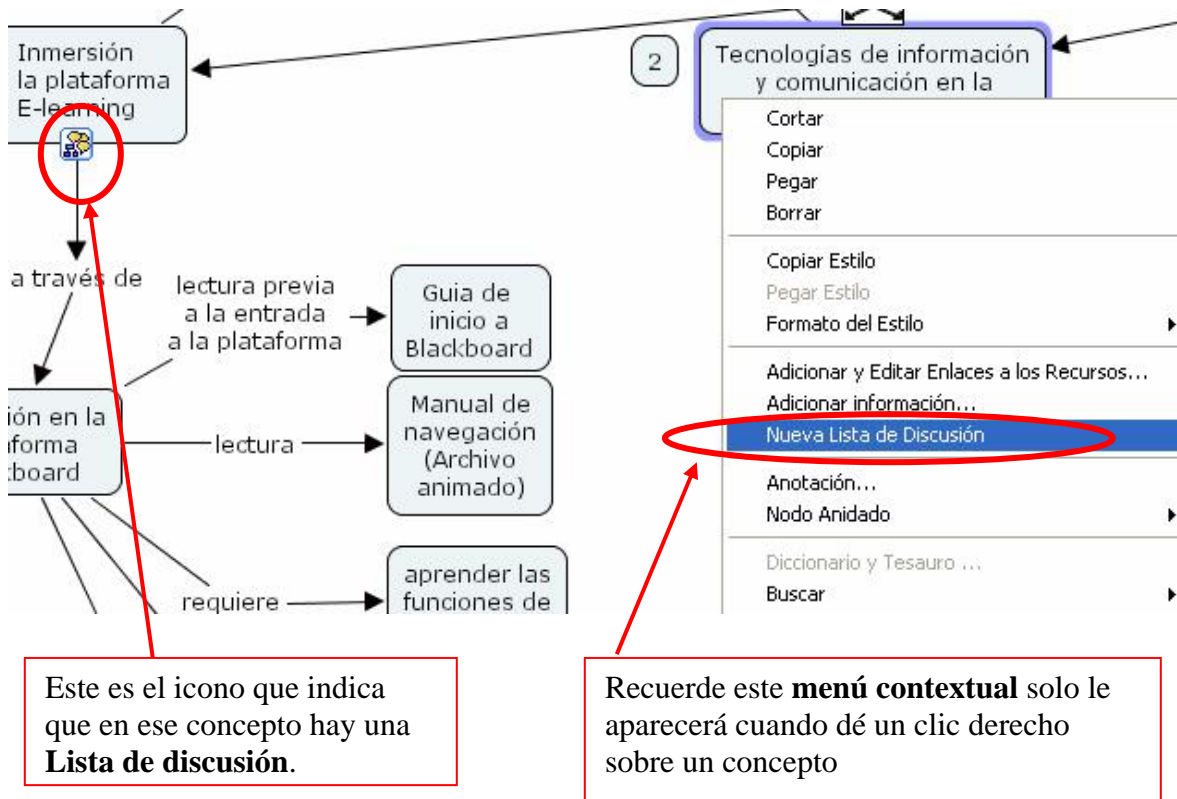 Inmersión
la plataforma
E-learning
2
Tecnologías de información
y comunicación en la
Cortar
Copiar
Pegar
Borrar
Copiar Estilo
Pegar Estilo
Formato del Estilo
Adicionar y Editar Enlaces a los Recursos...
Adicionar información...
Nueva Lista de Discusión
Anotación...
Nodo Anidado
Diccionario y Tesauro ...
Buscar
a través de
lectura previa
a la entrada
a la plataforma
Guia de
inicio a
Blackboard
ión en la
aforma
kboard
lectura
Manual de
navegación
(Archivo
animado)
requiere
aprender las
funciones de
Este es el icono que indica
que en ese concepto hay una
Lista de discusión.
Recuerde este menú contextual solo le
aparecerá cuando dé un clic derecho
sobre un concepto